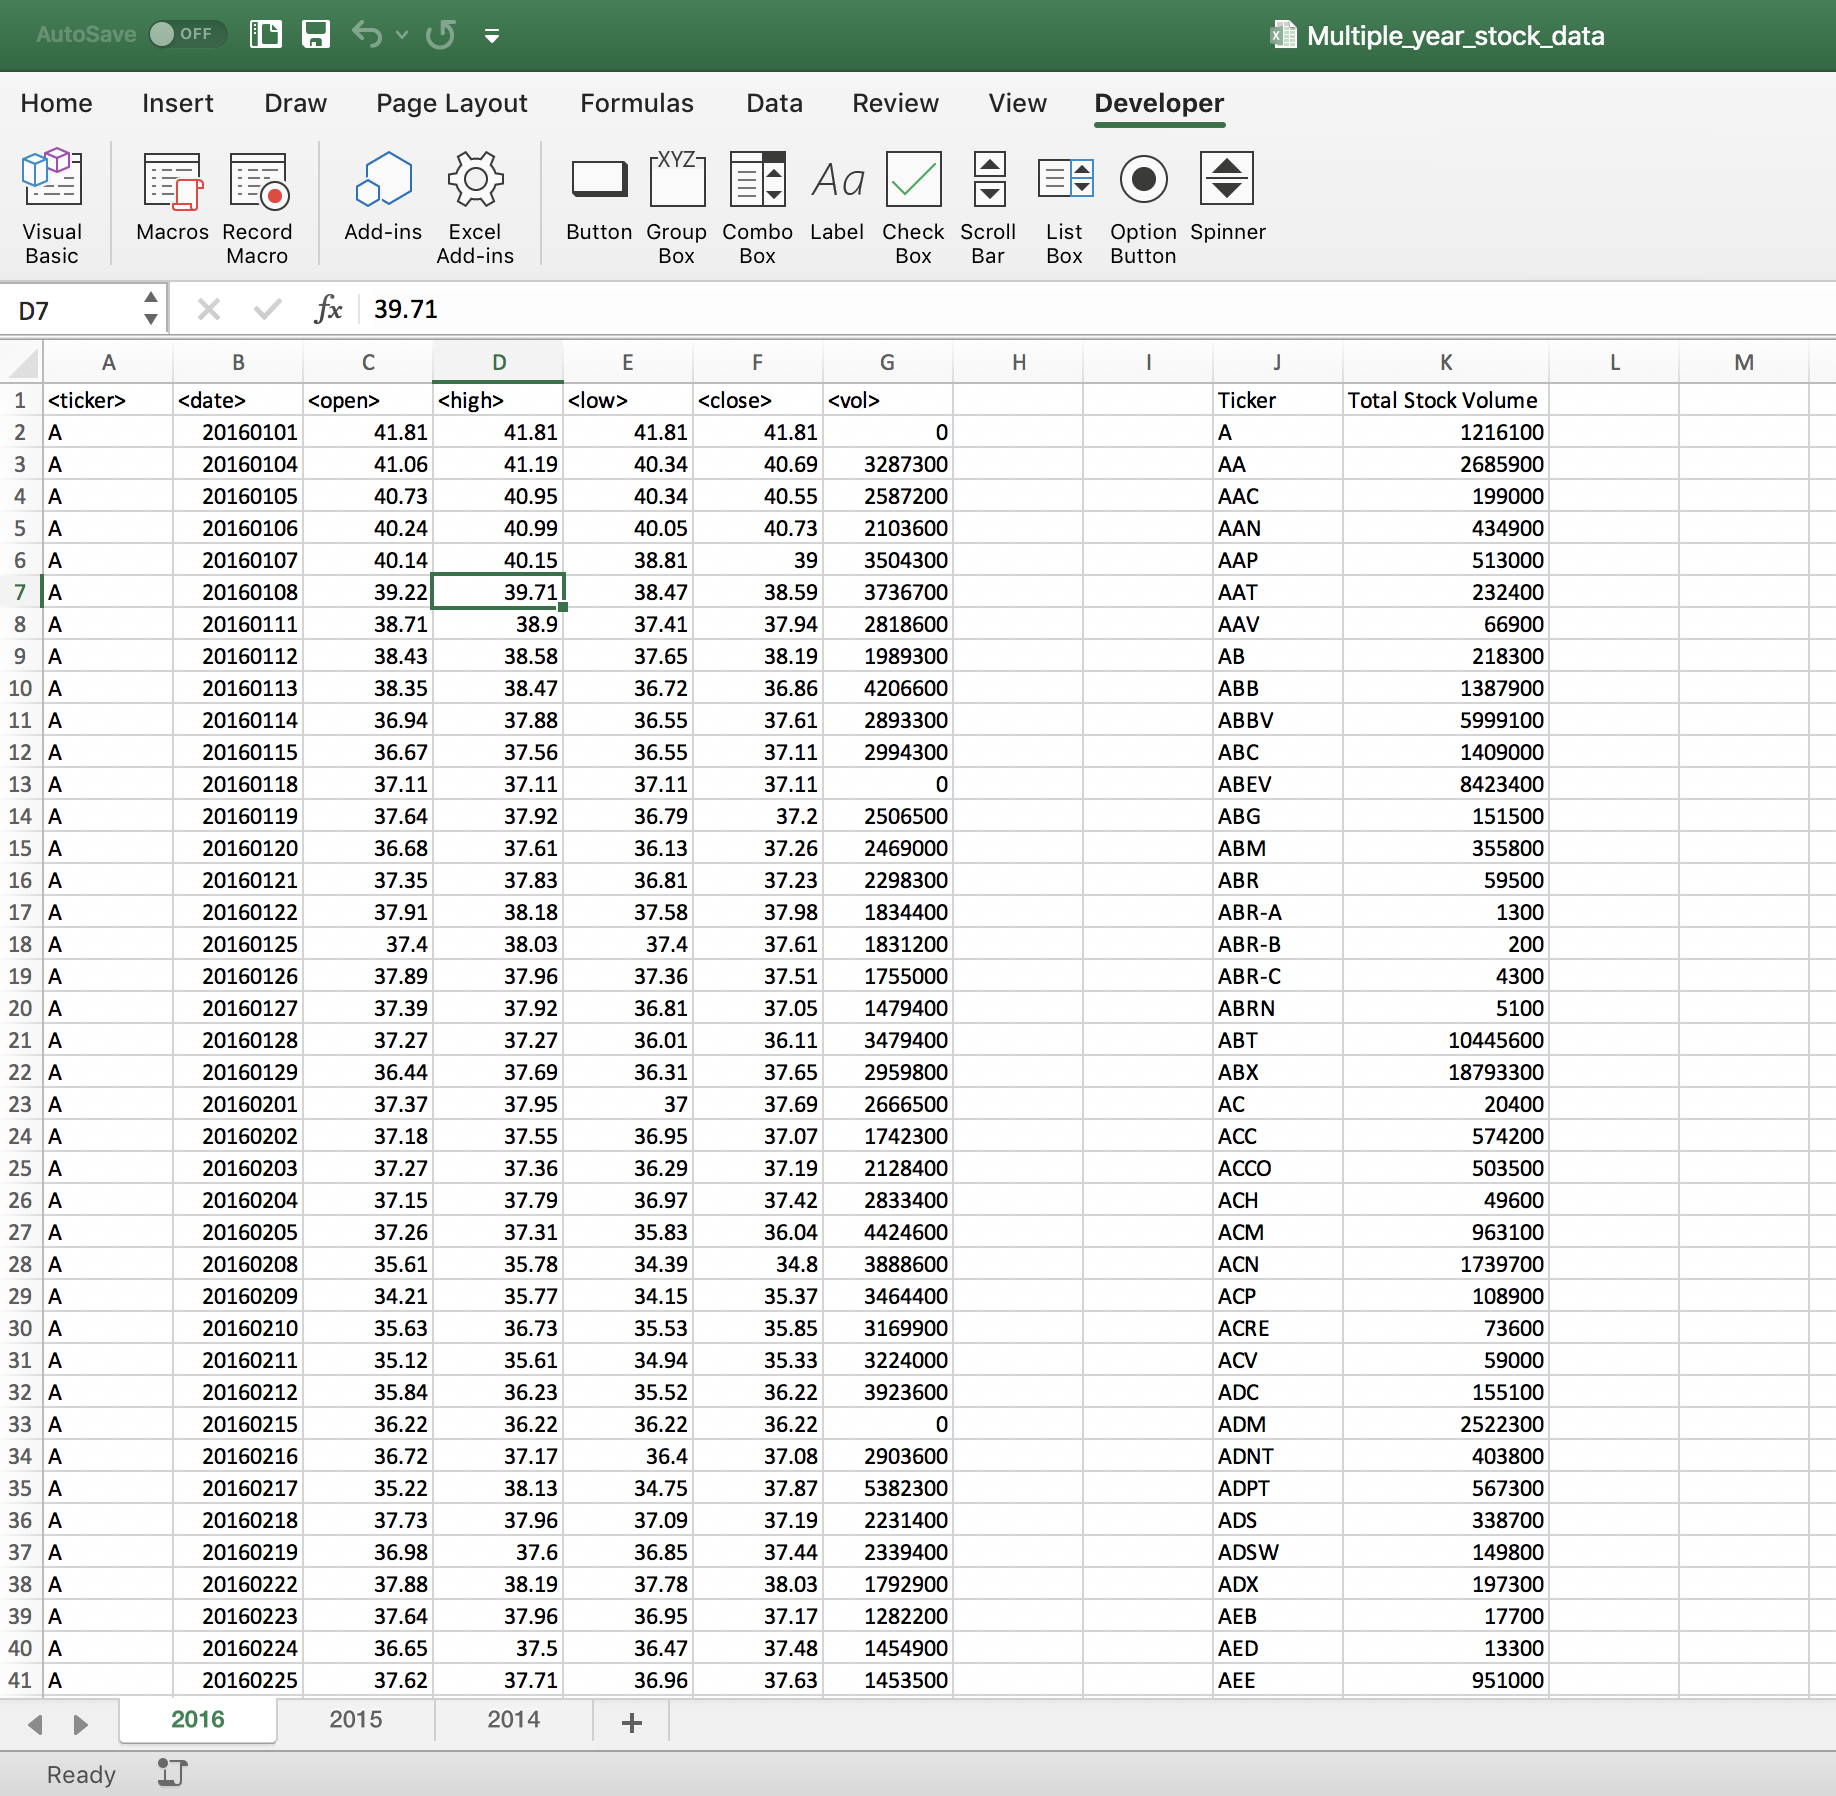 AutoSave OFF Multiple_year_stock_data
Home Insert Draw Page Layout Formulas Data Review View Developer
Visual Basic Macros Record Macro Add-ins Excel Add-ins XYZ Aa Button Group Box Combo Box Label Check Box Scroll Bar List Box Option Button Spinner
D7 fx 39.71
A B C D E F G H I J K L M
1 <ticker> <date> <open> <high> <low> <close> <vol> Ticker Total Stock Volume
2 A 20160101 41.81 41.81 41.81 41.81 0 A 1216100
3 A 20160104 41.06 41.19 40.34 40.69 3287300 AA 2685900
4 A 20160105 40.73 40.95 40.34 40.55 2587200 AAC 199000
5 A 20160106 40.24 40.99 40.05 40.73 2103600 AAN 434900
6 A 20160107 40.14 40.15 38.81 39 3504300 AAP 513000
7 A 20160108 39.22 39.71 38.47 38.59 3736700 AAT 232400
8 A 20160111 38.71 38.9 37.41 37.94 2818600 AAV 66900
9 A 20160112 38.43 38.58 37.65 38.19 1989300 AB 218300
10 A 20160113 38.35 38.47 36.72 36.86 4206600 ABB 1387900
11 A 20160114 36.94 37.88 36.55 37.61 2893300 ABBV 5999100
12 A 20160115 36.67 37.56 36.55 37.11 2994300 ABC 1409000
13 A 20160118 37.11 37.11 37.11 37.11 0 ABEV 8423400
14 A 20160119 37.64 37.92 36.79 37.2 2506500 ABG 151500
15 A 20160120 36.68 37.61 36.13 37.26 2469000 ABM 355800
16 A 20160121 37.35 37.83 36.81 37.23 2298300 ABR 59500
17 A 20160122 37.91 38.18 37.58 37.98 1834400 ABR-A 1300
18 A 20160125 37.4 38.03 37.4 37.61 1831200 ABR-B 200
19 A 20160126 37.89 37.96 37.36 37.51 1755000 ABR-C 4300
20 A 20160127 37.39 37.92 36.81 37.05 1479400 ABRN 5100
21 A 20160128 37.27 37.27 36.01 36.11 3479400 ABT 10445600
22 A 20160129 36.44 37.69 36.31 37.65 2959800 ABX 18793300
23 A 20160201 37.37 37.95 37 37.69 2666500 AC 20400
24 A 20160202 37.18 37.55 36.95 37.07 1742300 ACC 574200
25 A 20160203 37.27 37.36 36.29 37.19 2128400 ACCO 503500
26 A 20160204 37.15 37.79 36.97 37.42 2833400 ACH 49600
27 A 20160205 37.26 37.31 35.83 36.04 4424600 ACM 963100
28 A 20160208 35.61 35.78 34.39 34.8 3888600 ACN 1739700
29 A 20160209 34.21 35.77 34.15 35.37 3464400 ACP 108900
30 A 20160210 35.63 36.73 35.53 35.85 3169900 ACRE 73600
31 A 20160211 35.12 35.61 34.94 35.33 3224000 ACV 59000
32 A 20160212 35.84 36.23 35.52 36.22 3923600 ADC 155100
33 A 20160215 36.22 36.22 36.22 36.22 0 ADM 2522300
34 A 20160216 36.72 37.17 36.4 37.08 2903600 ADNT 403800
35 A 20160217 35.22 38.13 34.75 37.87 5382300 ADPT 567300
36 A 20160218 37.73 37.96 37.09 37.19 2231400 ADS 338700
37 A 20160219 36.98 37.6 36.85 37.44 2339400 ADSW 149800
38 A 20160222 37.88 38.19 37.78 38.03 1792900 ADX 197300
39 A 20160223 37.64 37.96 36.95 37.17 1282200 AEB 17700
40 A 20160224 36.65 37.5 36.47 37.48 1454900 AED 13300
41 A 20160225 37.62 37.71 36.96 37.63 1453500 AEE 951000
2016 2015 2014 +
Ready